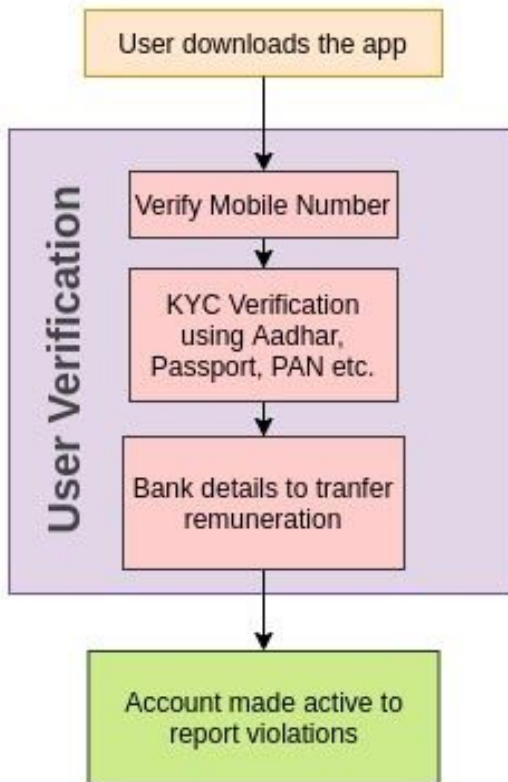 User downloads the app
User Verification
Verify Mobile Number
KYC Verification
using Aadhar,
Passport, PAN etc.
Bank details to tranfer
remuneration
Account made active to
report violations